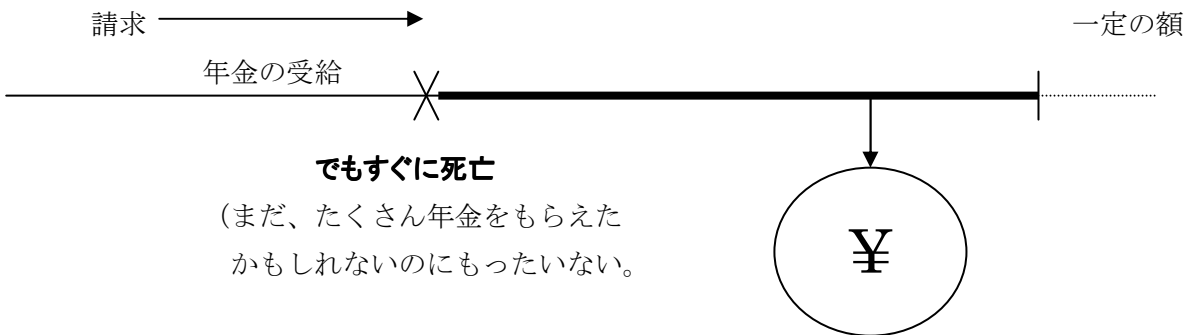 請求
一定の額
年金の受給
でもすぐに死亡
（まだ、たくさん年金をもらえた
かもしれないのにもったいない。
¥